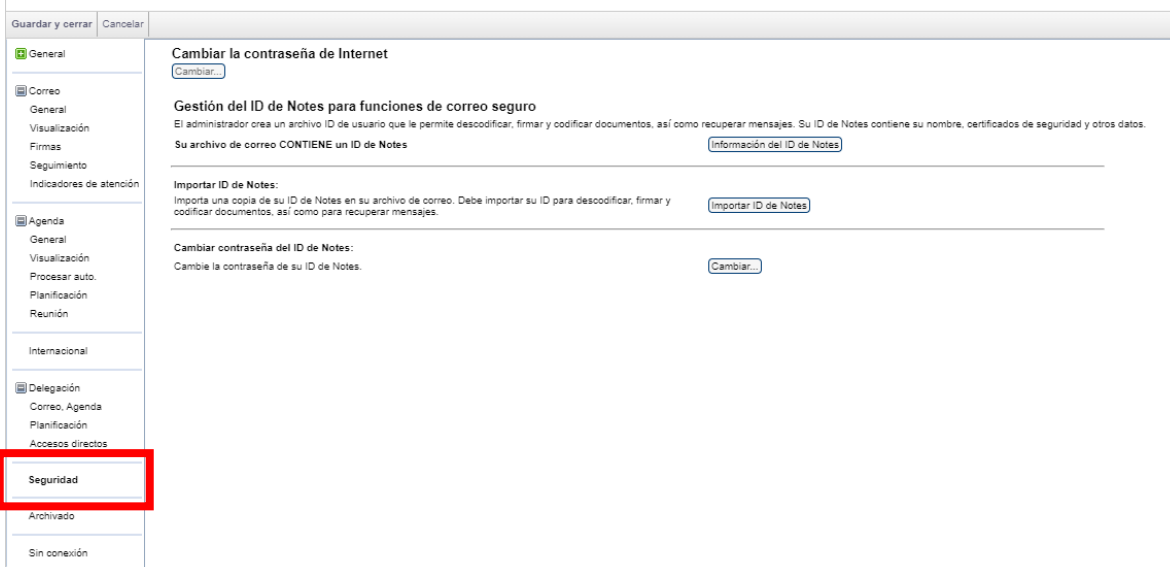 Guardar y cerrar Cancelar
General
Correo
General
Visualización
Firmas
Seguimiento
Indicadores de atención
Agenda
General
Visualización
Procesar auto.
Planificación
Reunión
Internacional
Delegación
Correo, Agenda
Planificación
Accesos directos
Seguridad
Archivado
Sin conexión
Cambiar la contraseña de Internet
Cambiar...
Gestión del ID de Notes para funciones de correo seguro
El administrador crea un archivo ID de usuario que le permite descodificar, firmar y codificar documentos, así como recuperar mensajes. Su ID de Notes contiene su nombre, certificados de seguridad y otros datos.
Su archivo de correo CONTIENE un ID de Notes
Información del ID de Notes
Importar ID de Notes:
Importa una copia de su ID de Notes en su archivo de correo. Debe importar su ID para descodificar, firmar y
codificar documentos, así como para recuperar mensajes.
Importar ID de Notes
Cambiar contraseña del ID de Notes:
Cambie la contraseña de su ID de Notes.
Cambiar...